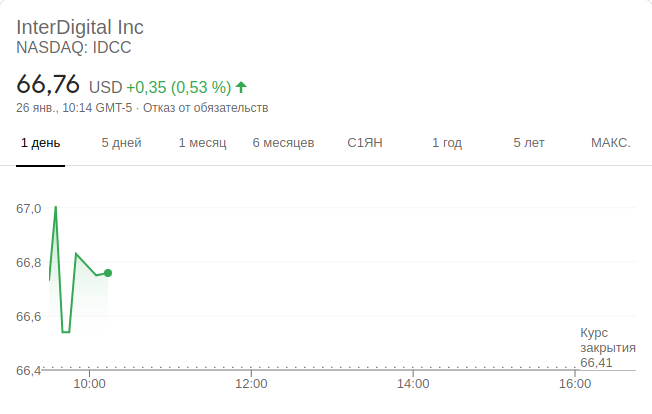 InterDigital Inc
NASDAQ: IDCC
66,76 USD +0,35 (0,53 %)
26 янв., 10:14 GMT-5 · Отказ от обязательств
1 день 5 дней 1 месяц 6 месяцев С1ЯН 1 год 5 лет МАКС.
67,0
66,8
66,6
Курс
закрытия
66,41
66,4
10:00 12:00 14:00 16:00